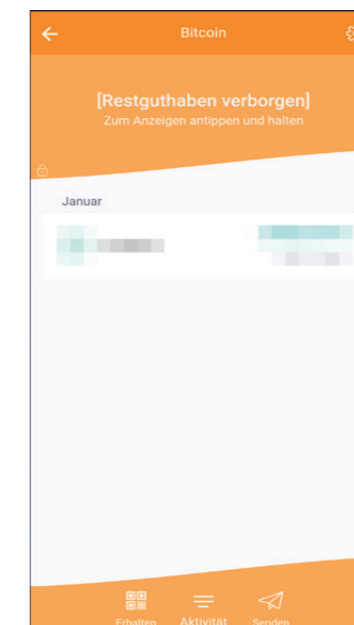 Bitcoin
[Restguthaben verborgen]
Zum Anzeigen antippen und halten
Januar
Erhalten
Aktivität
Senden